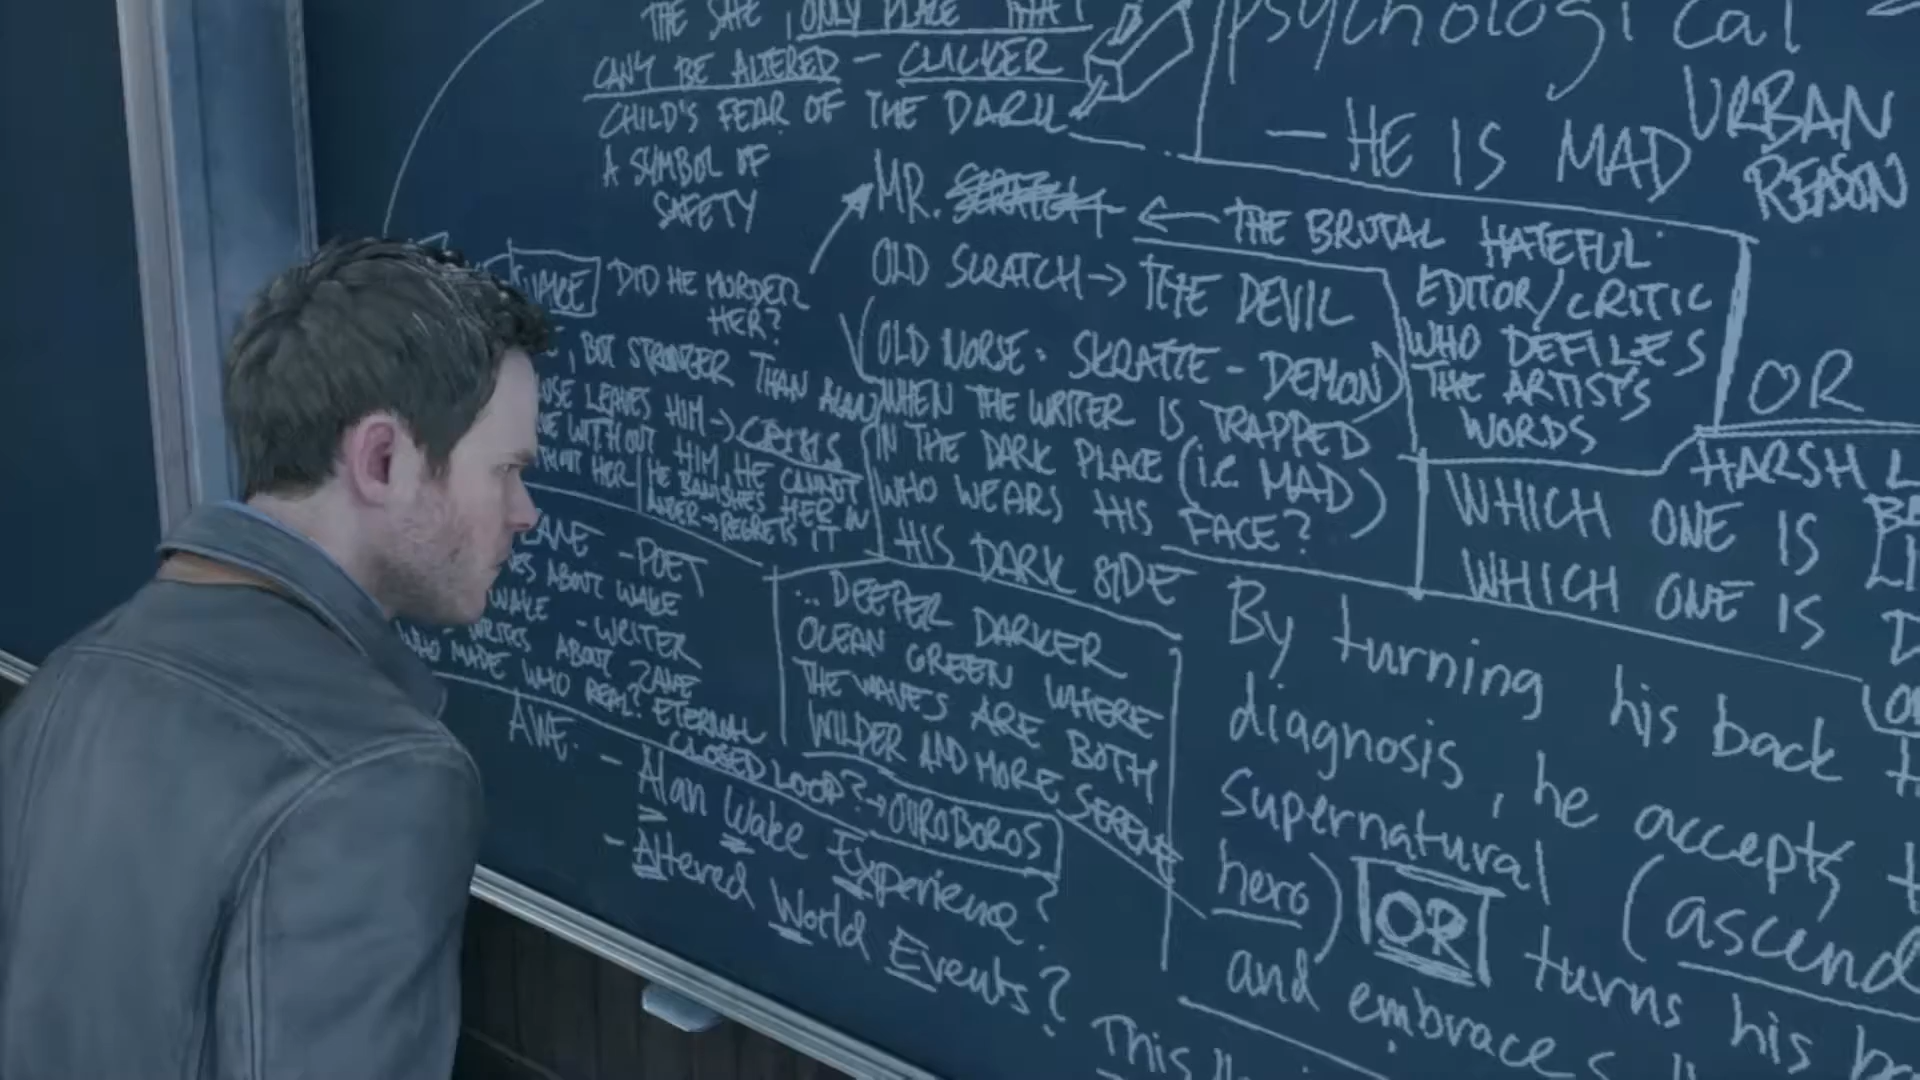 THE SAFE, ONLY PLACE THAT
CAN'T BE ALTERED – CLICKER
CHILD'S FEAR OF THE DARK
A SYMBOL OF
SAFETY
psychological
– HE IS MAD
URBAN
REASON
MR. SCRATCH ← THE BRUTAL HATEFUL
EDITOR/CRITIC
WHO DEFILES
THE ARTIST'S
WORDS
OLD SCRATCH → THE DEVIL
OLD NORSE: SKRATTE – DEMON
WHEN THE WRITER IS TRAPPED
IN THE DARK PLACE (i.e. MAD)
WHO WEARS HIS FACE?
HIS DARK SIDE
WAKE DID HE MURDER
HER?
, BUT STRONGER THAN ALAN
LEAVES HIM → CRISIS
WITHOUT HIM, HE CANNOT
HER
HE BANISHES HER IN
ANGER → REGRETS IT
ZANE – POET
ABOUT WAKE
WAKE – WRITER
WRITES ABOUT ZANE
WHO MADE WHO REAL? ETERNAL
CLOSED LOOP? → OUROBOROS
.. DEEPER DARKER
OCEAN GREEN WHERE
THE WAVES ARE BOTH
WILDER AND MORE SERENE
AWE:
– Alan Wake Experience?
– Altered World Events?
OR
HARSH
WHICH ONE IS
WHICH ONE IS
By turning his back
diagnosis, he accepts
supernatural (ascend
hero) OR turns his
and embraces
This